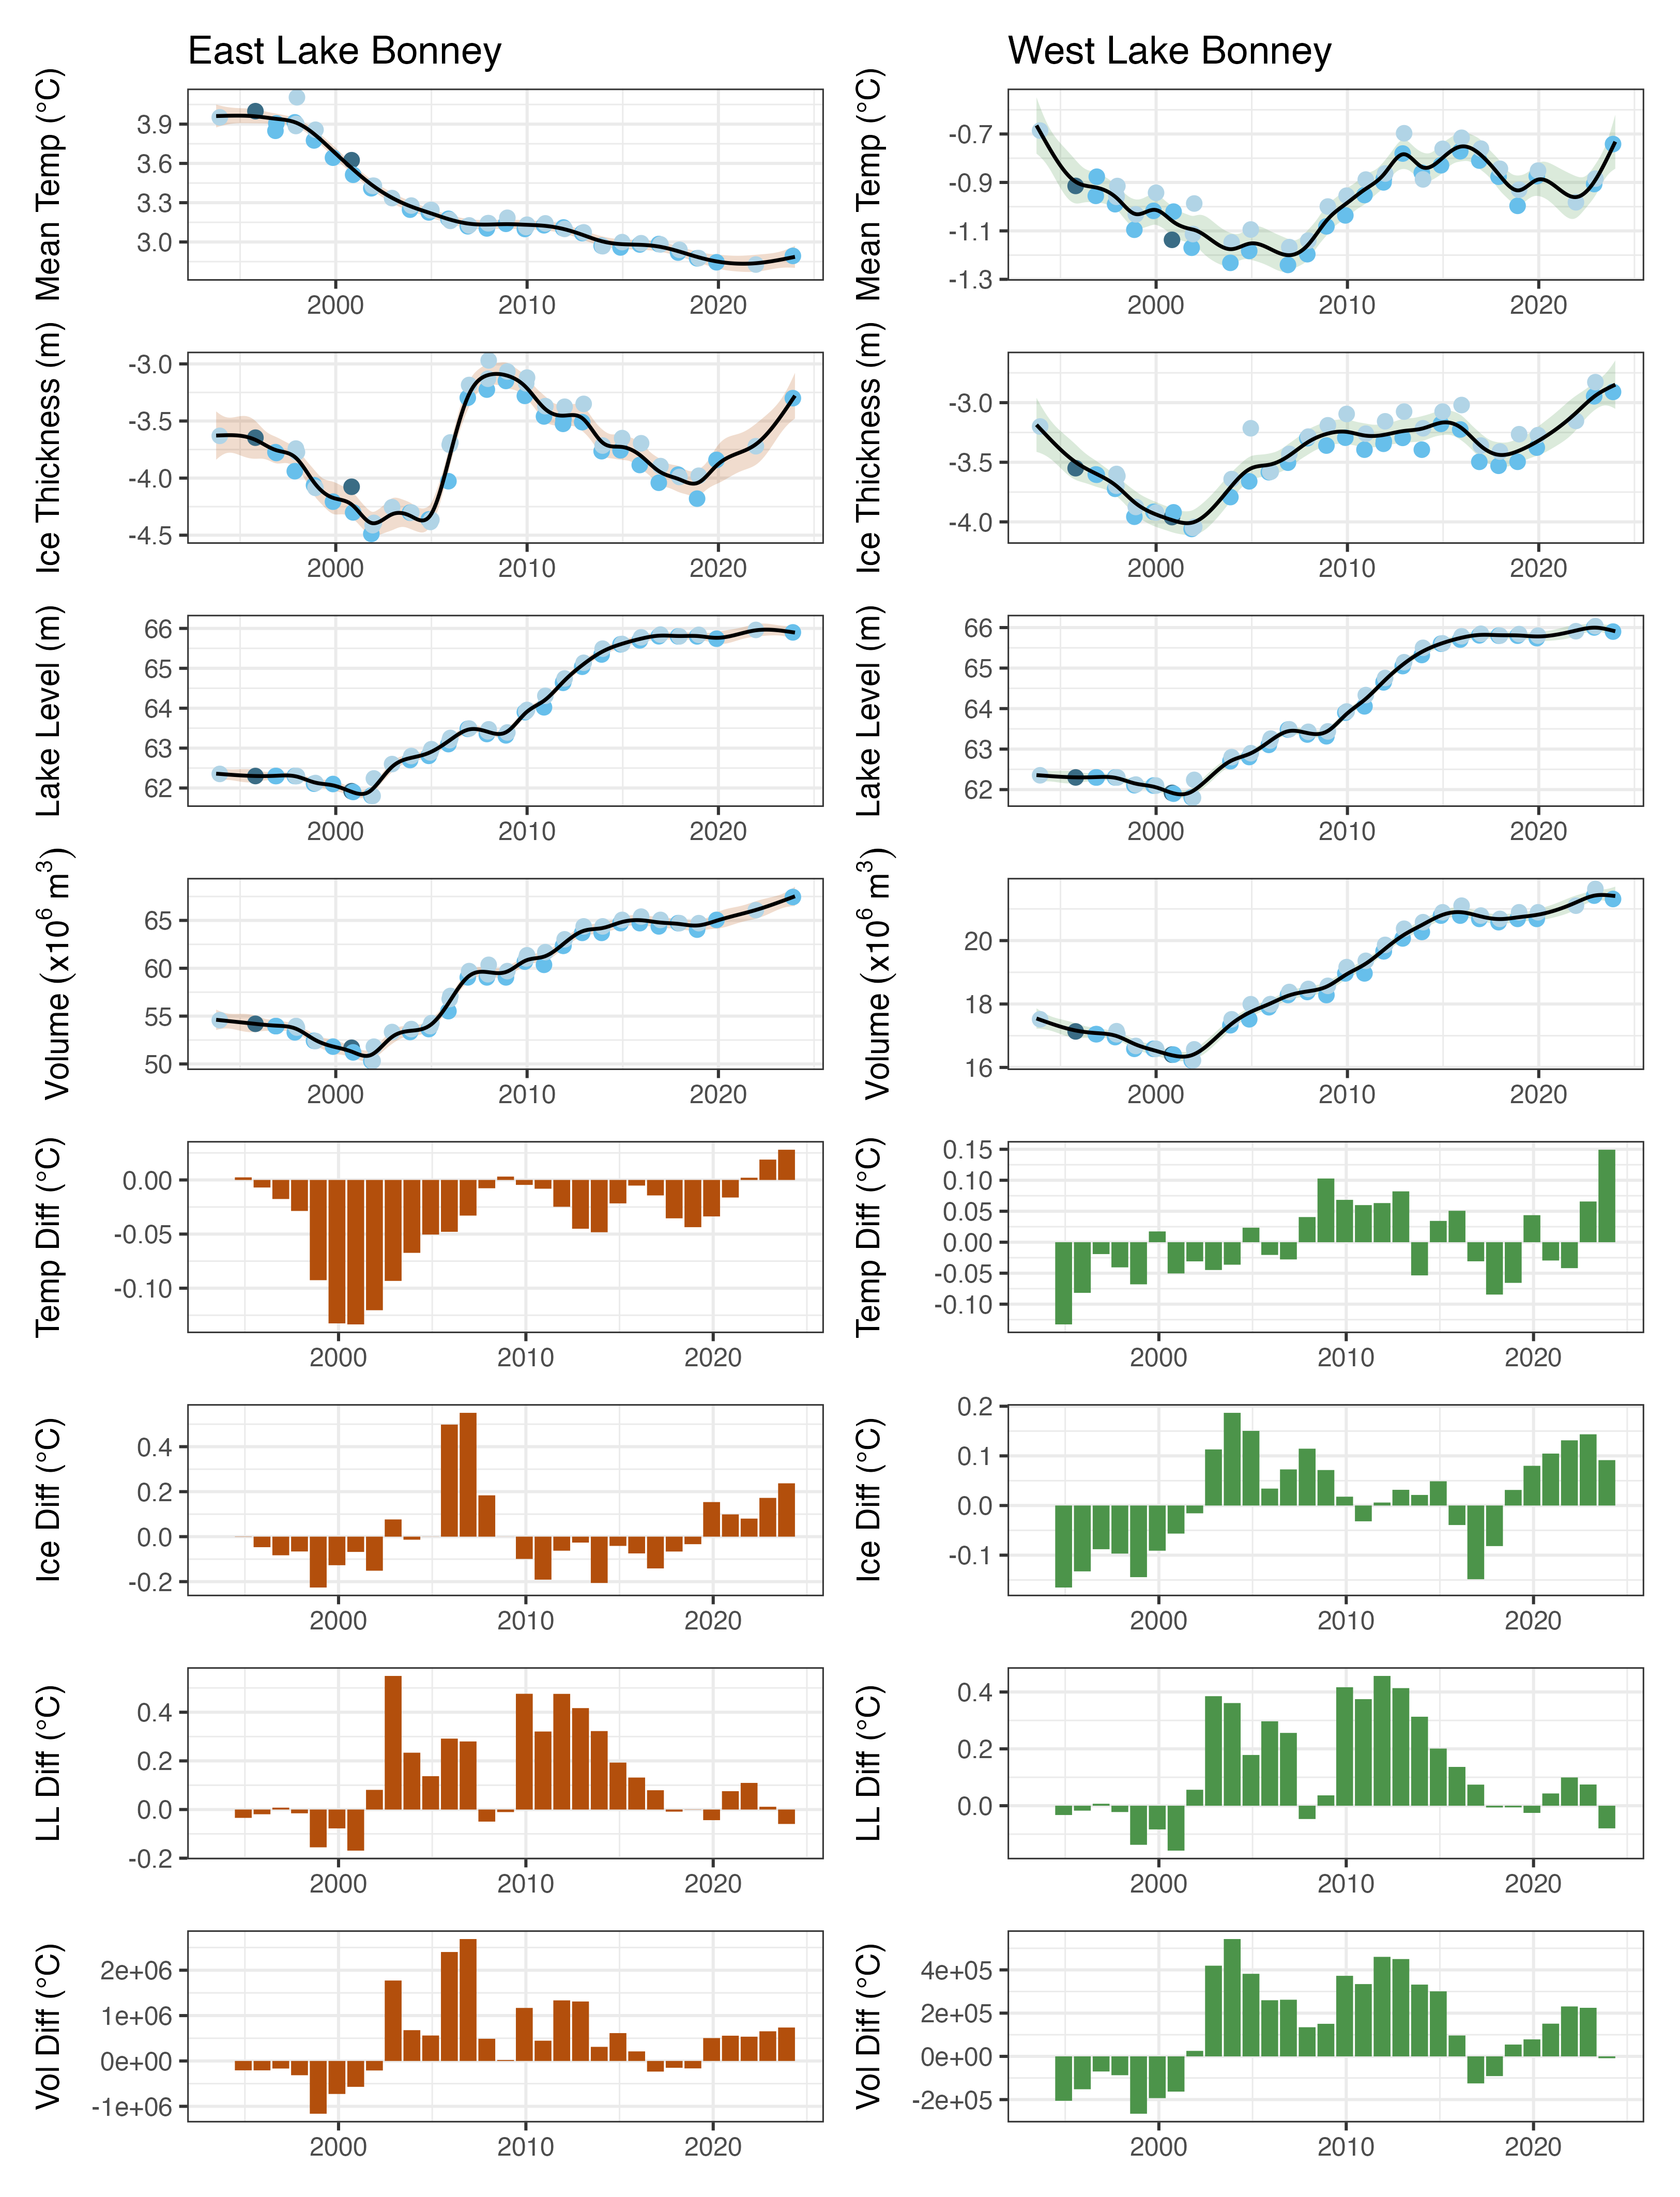 East Lake Bonney
West Lake Bonney
Mean Temp (°C)
3.9
3.6
3.3
3.0
2000 2010 2020
Mean Temp (°C)
-0.7
-0.9
-1.1
-1.3
2000 2010 2020
Ice Thickness (m)
-3.0
-3.5
-4.0
-4.5
2000 2010 2020
Ice Thickness (m)
-3.0
-3.5
-4.0
2000 2010 2020
Lake Level (m)
66
65
64
63
62
2000 2010 2020
Lake Level (m)
66
65
64
63
62
2000 2010 2020
Volume (x10⁶ m³)
65
60
55
50
2000 2010 2020
Volume (x10⁶ m³)
20
18
16
2000 2010 2020
Temp Diff (°C)
0.00
-0.05
-0.10
2000 2010 2020
Temp Diff (°C)
0.15
0.10
0.05
0.00
-0.05
-0.10
2000 2010 2020
Ice Diff (°C)
0.4
0.2
0.0
-0.2
2000 2010 2020
Ice Diff (°C)
0.2
0.1
0.0
-0.1
2000 2010 2020
LL Diff (°C)
0.4
0.2
0.0
-0.2
2000 2010 2020
LL Diff (°C)
0.4
0.2
0.0
2000 2010 2020
Vol Diff (°C)
2e+06
1e+06
0e+00
-1e+06
2000 2010 2020
Vol Diff (°C)
4e+05
2e+05
0e+00
-2e+05
2000 2010 2020